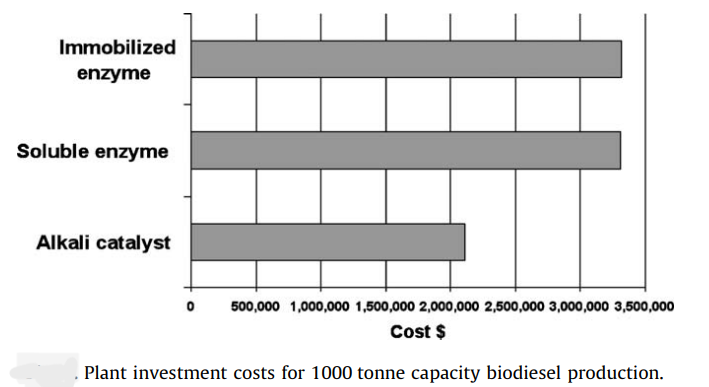 Immobilized
enzyme
Soluble enzyme
Alkali catalyst
0 500,000 1,000,000 1,500,000 2,000,000 2,500,000 3,000,000 3,500,000
Cost $
. Plant investment costs for 1000 tonne capacity biodiesel production.